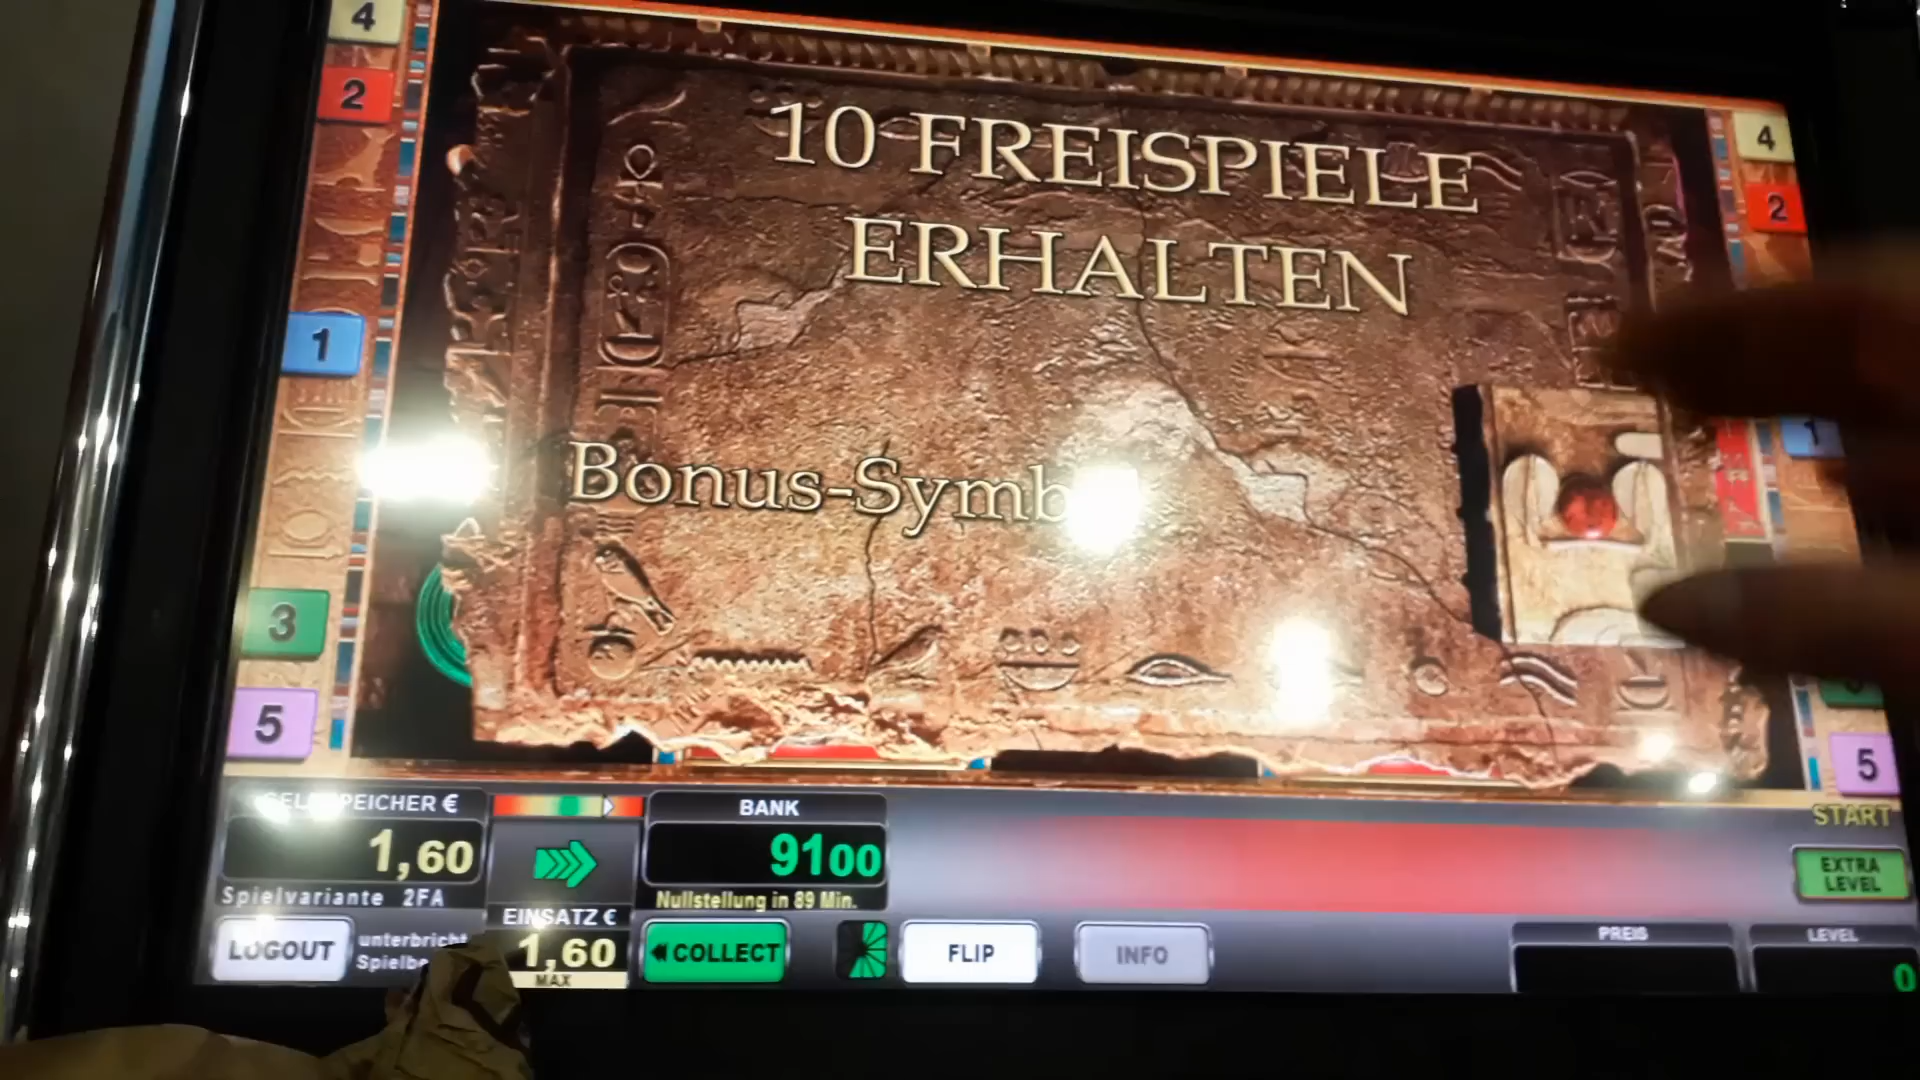 4
2
4
2
10 FREISPIELE
ERHALTEN
1
1
Bonus-Symb
3
5
5
BANK
START
1,60
9100
EXTRA
LEVEL
Spielvariante 2FA
Nullstellung in 89 Min.
EINSATZ €
PREIS
LEVEL
LOGOUT
unterbricht
1,60
COLLECT
FLIP
INFO
MAX
0